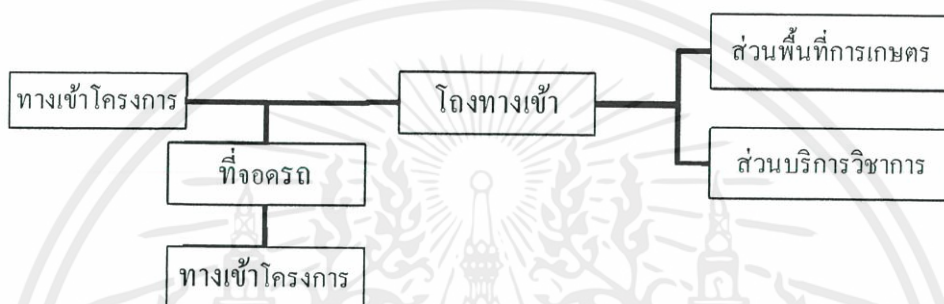 ส่วนพื้นที่การเกษตร
ทางเข้าโครงการ
โถงทางเข้า
ที่จอดรถ
ส่วนบริการวิชาการ
ทางเข้าโครงการ